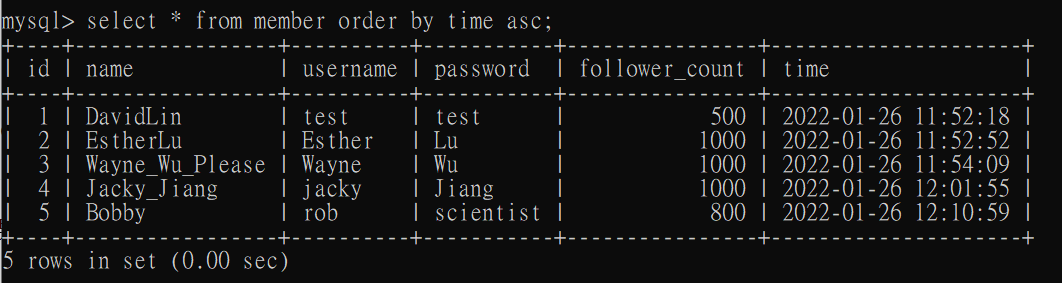 mysql> select * from member order by time asc;
+----+-----------------+----------+-----------+----------------+---------------------+
| id | name            | username | password  | follower_count | time                |
+----+-----------------+----------+-----------+----------------+---------------------+
|  1 | DavidLin        | test     | test      |            500 | 2022-01-26 11:52:18 |
|  2 | EstherLu        | Esther   | Lu        |           1000 | 2022-01-26 11:52:52 |
|  3 | Wayne_Wu_Please | Wayne    | Wu        |           1000 | 2022-01-26 11:54:09 |
|  4 | Jacky_Jiang     | jacky    | Jiang     |           1000 | 2022-01-26 12:01:55 |
|  5 | Bobby           | rob      | scientist |            800 | 2022-01-26 12:10:59 |
+----+-----------------+----------+-----------+----------------+---------------------+
5 rows in set (0.00 sec)